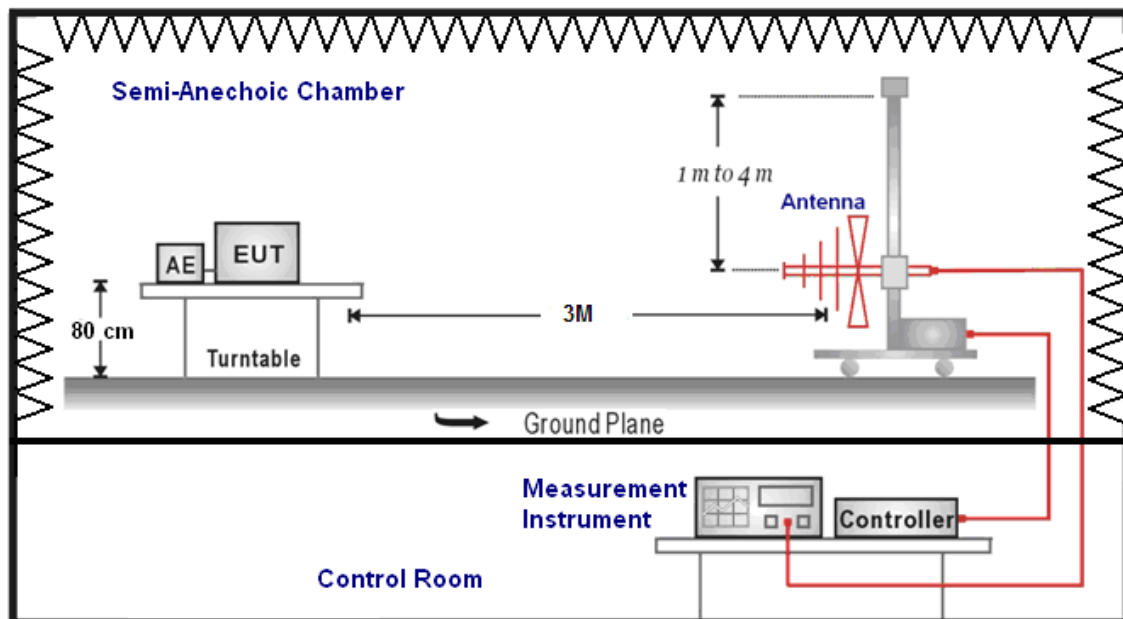 Semi-Anechoic Chamber
1 m to 4 m
Antenna
AE
EUT
80 cm
3M
Turntable
Ground Plane
Measurement
Instrument
Controller
Control Room